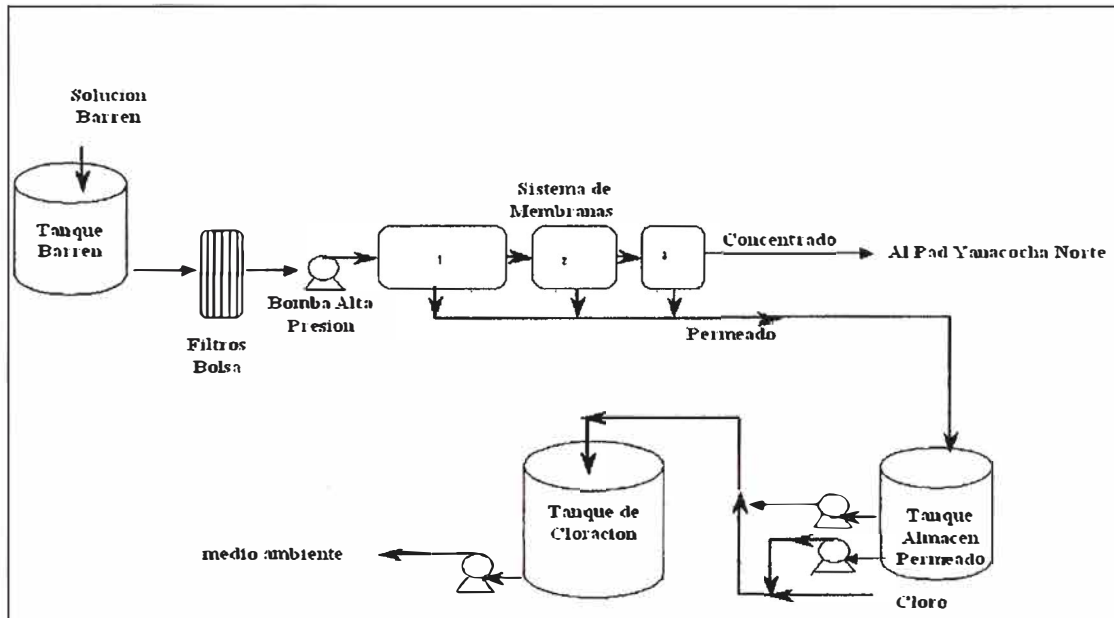 Solucion
Barren
Tanque
Barren
Filtros
Bolsa
Bomba Alta
Presion
Sistema de
Membranas
1
2
3
Concentrado
Al Pad Yanacocha Norte
Permeado
Tanque
Almacen
Permeado
Cloro
Tanque de
Cloracion
medio ambiente